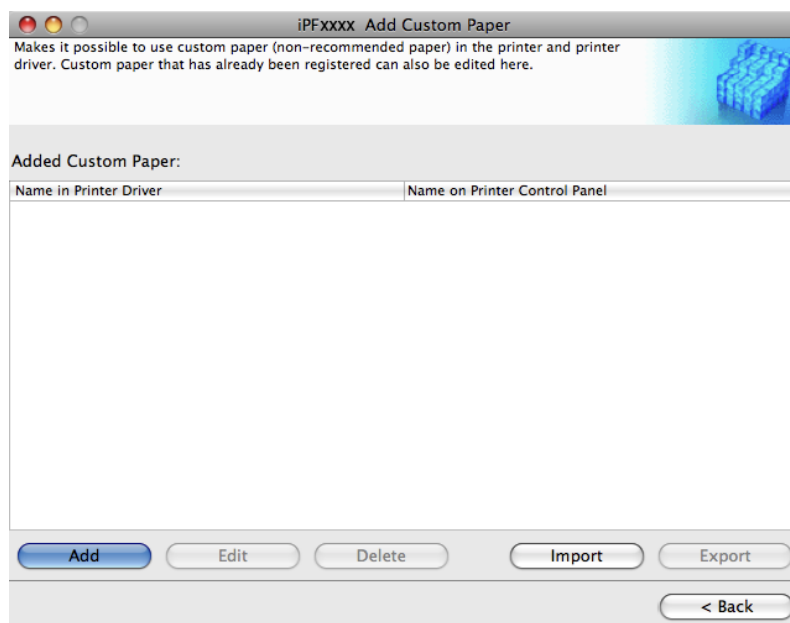 iPFxxxx Add Custom Paper
Makes it possible to use custom paper (non-recommended paper) in the printer and printer
driver. Custom paper that has already been registered can also be edited here.
Added Custom Paper:
Name in Printer Driver Name on Printer Control Panel
Add Edit Delete Import Export
< Back